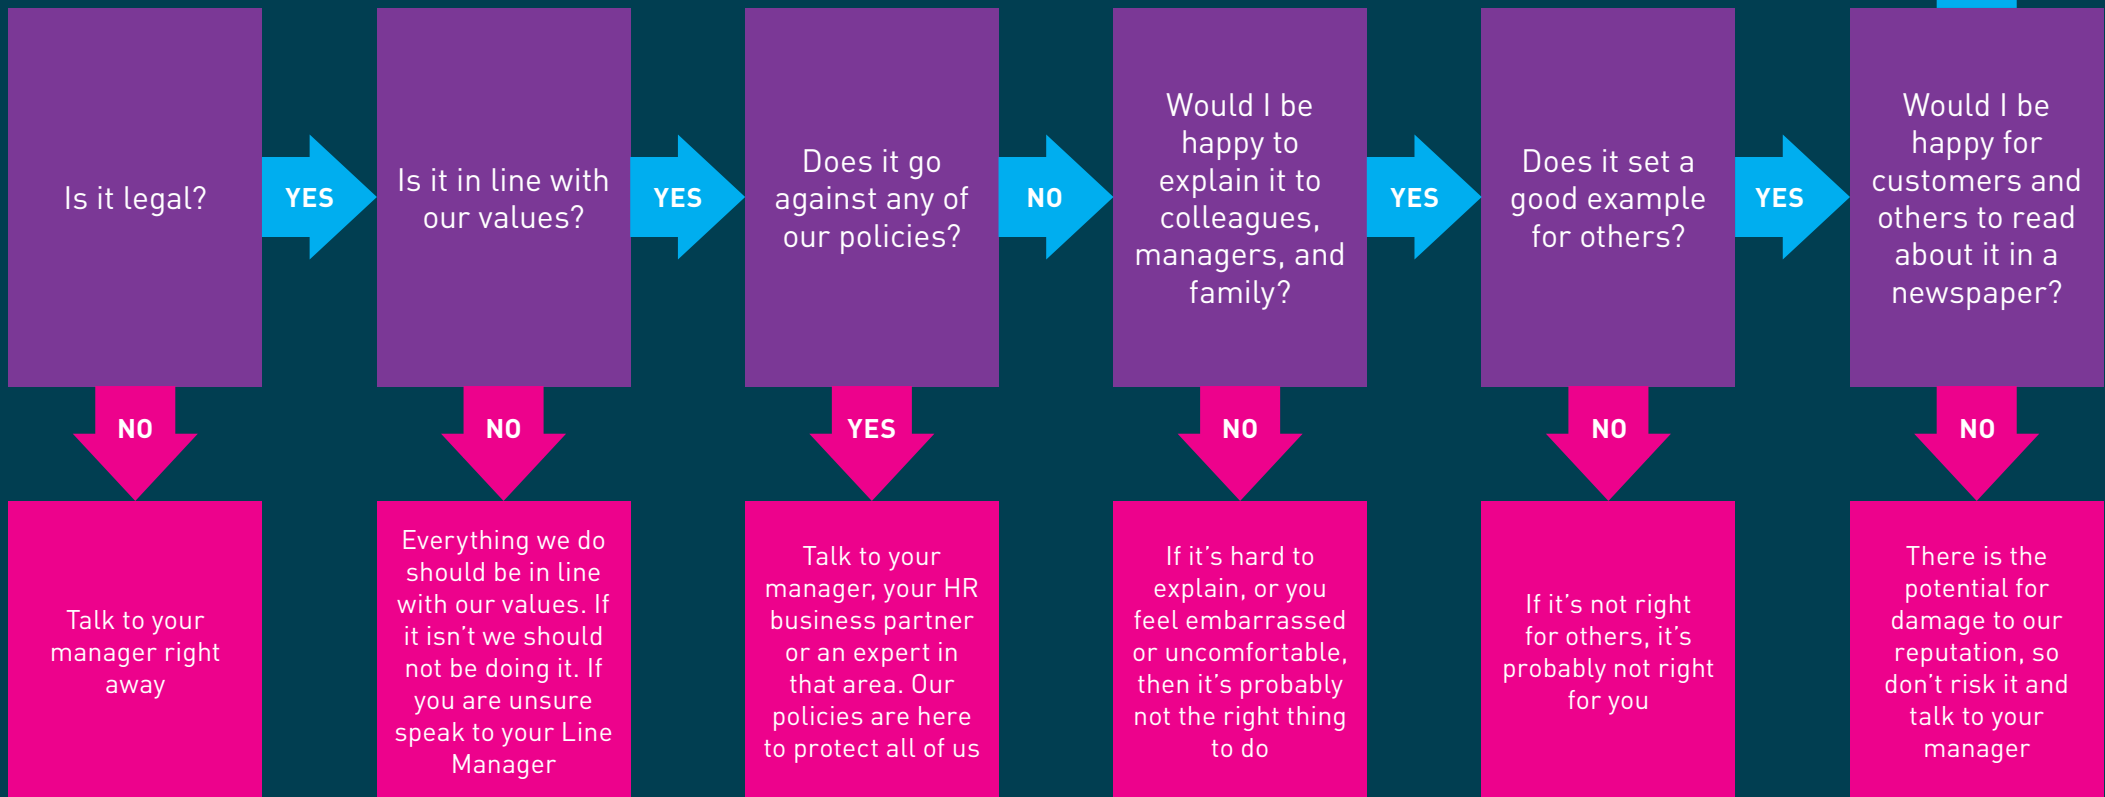 Is it legal?
YES
Is it in line with
our values?
YES
Does it go
against any of
our policies?
NO
Would I be
happy to
explain it to
colleagues,
managers, and
family?
YES
Does it set a
good example
for others?
YES
Would I be
happy for
customers and
others to read
about it in a
newspaper?
NO
NO
YES
NO
NO
NO
Talk to your
manager right
away
Everything we do
should be in line
with our values. If
it isn't we should
not be doing it. If
you are unsure
speak to your Line
Manager
Talk to your
manager, your HR
business partner
or an expert in
that area. Our
policies are here
to protect all of us
If it's hard to
explain, or you
feel embarrassed
or uncomfortable,
then it's probably
not the right thing
to do
If it's not right
for others, it's
probably not right
for you
There is the
potential for
damage to our
reputation, so
don't risk it and
talk to your
manager